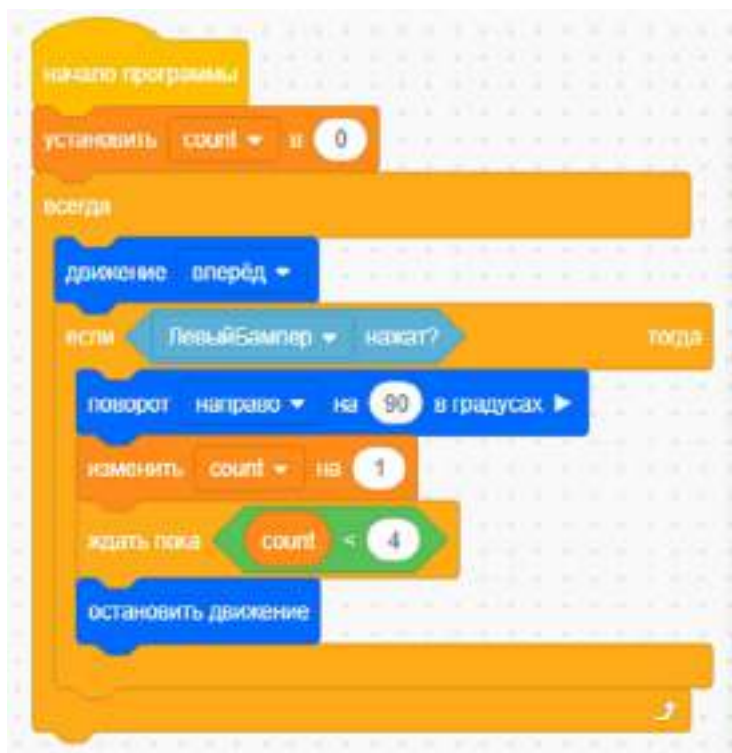 начало программы
установить count в 0
всегда
движение вперёд
если ЛевыйБампер нажат? тогда
поворот направо на 90 в градусах
изменить count на 1
ждать пока count < 4
остановить движение